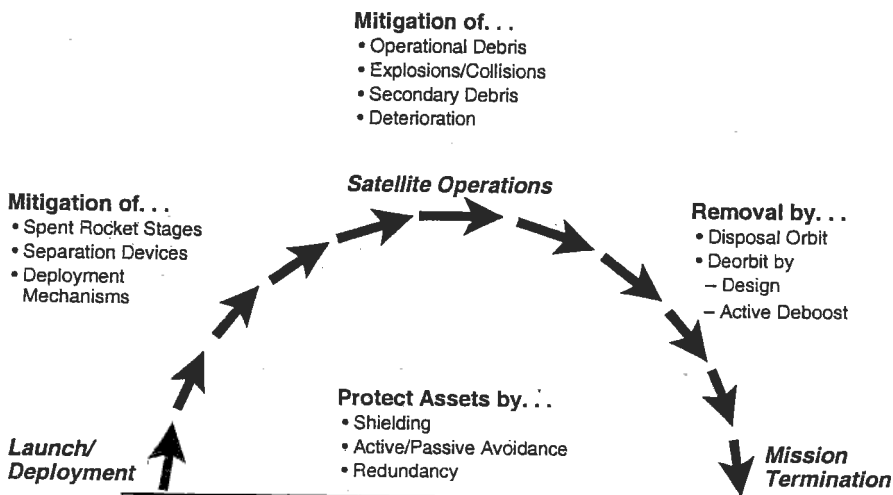 Mitigation of. . .
• Operational Debris
• Explosions/Collisions
• Secondary Debris
• Deterioration
Satellite Operations
Mitigation of. . .
• Spent Rocket Stages
• Separation Devices
• Deployment
Mechanisms
Removal by. . .
• Disposal Orbit
• Deorbit by
– Design
– Active Deboost
Protect Assets by. . .
• Shielding
• Active/Passive Avoidance
• Redundancy
Launch/
Deployment
Mission
Termination